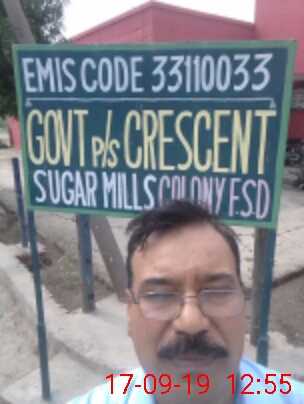 EMIS CODE 33110033
GOVT p/s CRESCENT
SUGAR MILLS COLONY F.S.D
17-09-19 12:55